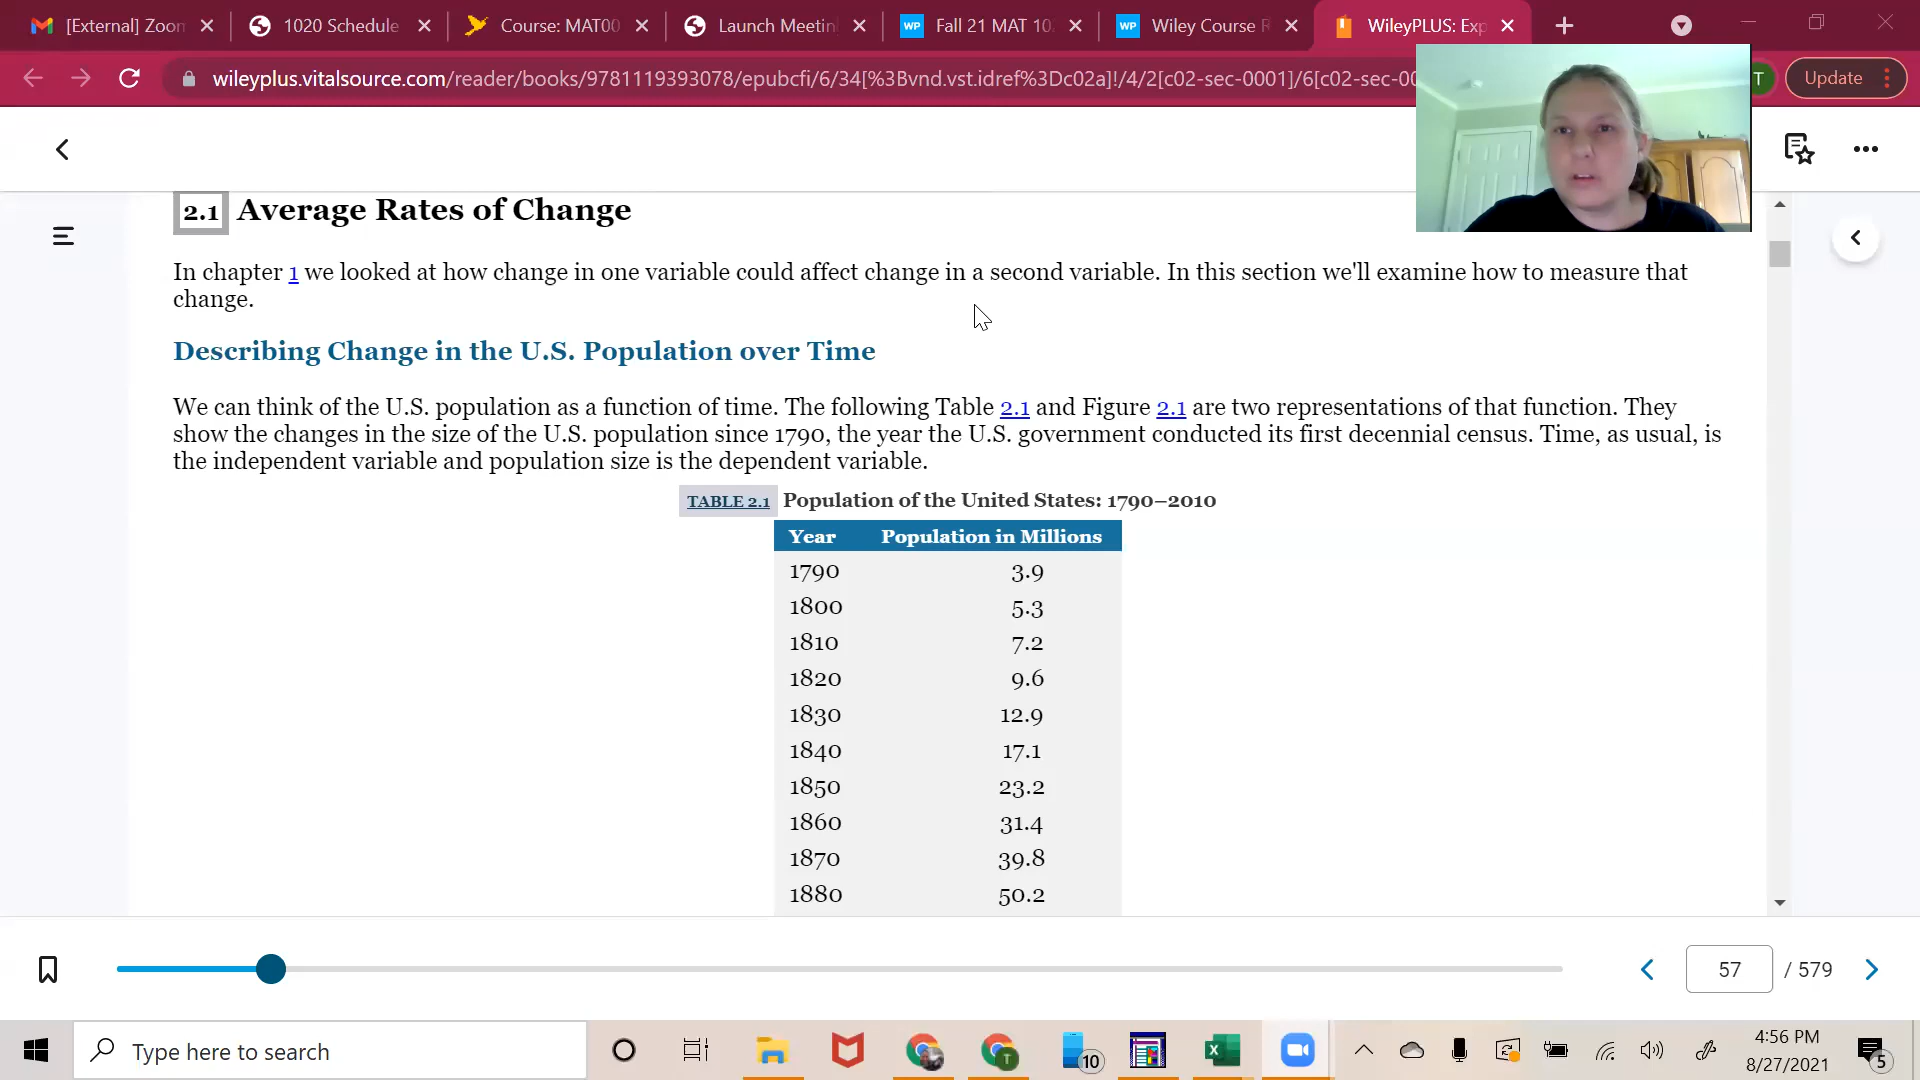 [External] Zoom
1020 Schedule
Course: MAT00
Launch Meetin
WP Fall 21 MAT 10
WP Wiley Course R
WileyPLUS: Exp
wileyplus.vitalsource.com/reader/books/9781119393078/epubcfi/6/34[%3Bvnd.vst.idref%3Dc02a]!/4/2[c02-sec-0001]/6[c02-sec-00
T
Update
2.1 Average Rates of Change
In chapter 1 we looked at how change in one variable could affect change in a second variable. In this section we'll examine how to measure that
change.
Describing Change in the U.S. Population over Time
We can think of the U.S. population as a function of time. The following Table 2.1 and Figure 2.1 are two representations of that function. They
show the changes in the size of the U.S. population since 1790, the year the U.S. government conducted its first decennial census. Time, as usual, is
the independent variable and population size is the dependent variable.
TABLE 2.1 Population of the United States: 1790–2010
Year Population in Millions
1790 3.9
1800 5.3
1810 7.2
1820 9.6
1830 12.9
1840 17.1
1850 23.2
1860 31.4
1870 39.8
1880 50.2
57 / 579
Type here to search
T
10
X
4:56 PM
8/27/2021
5